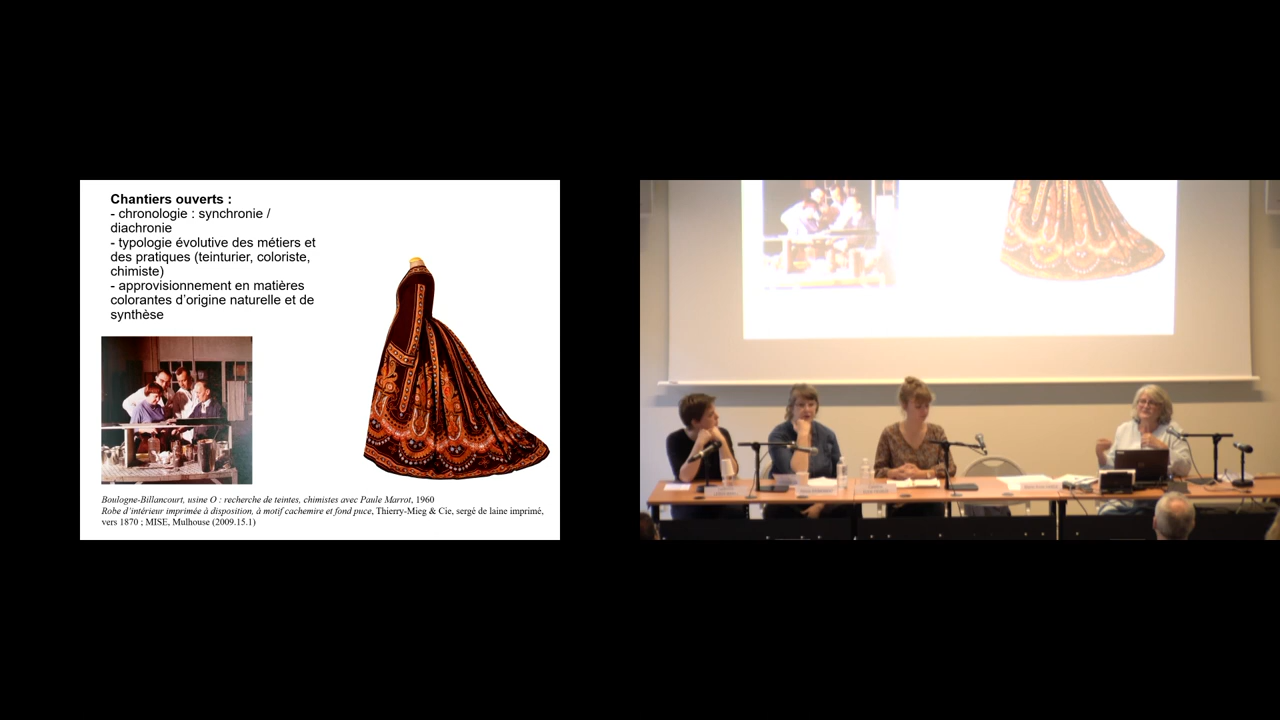 Chantiers ouverts :
- chronologie : synchronie /
diachronie
- typologie évolutive des métiers et
des pratiques (teinturier, coloriste,
chimiste)
- approvisionnement en matières
colorantes d'origine naturelle et de
synthèse
Boulogne-Billancourt, usine O : recherche de teintes, chimistes avec Paule Marrot, 1960
Robe d'intérieur imprimée à disposition, à motif cachemire et fond puce, Thierry-Mieg & Cie, sergé de laine imprimé,
vers 1870 ; MISE, Mulhouse (2009.15.1)